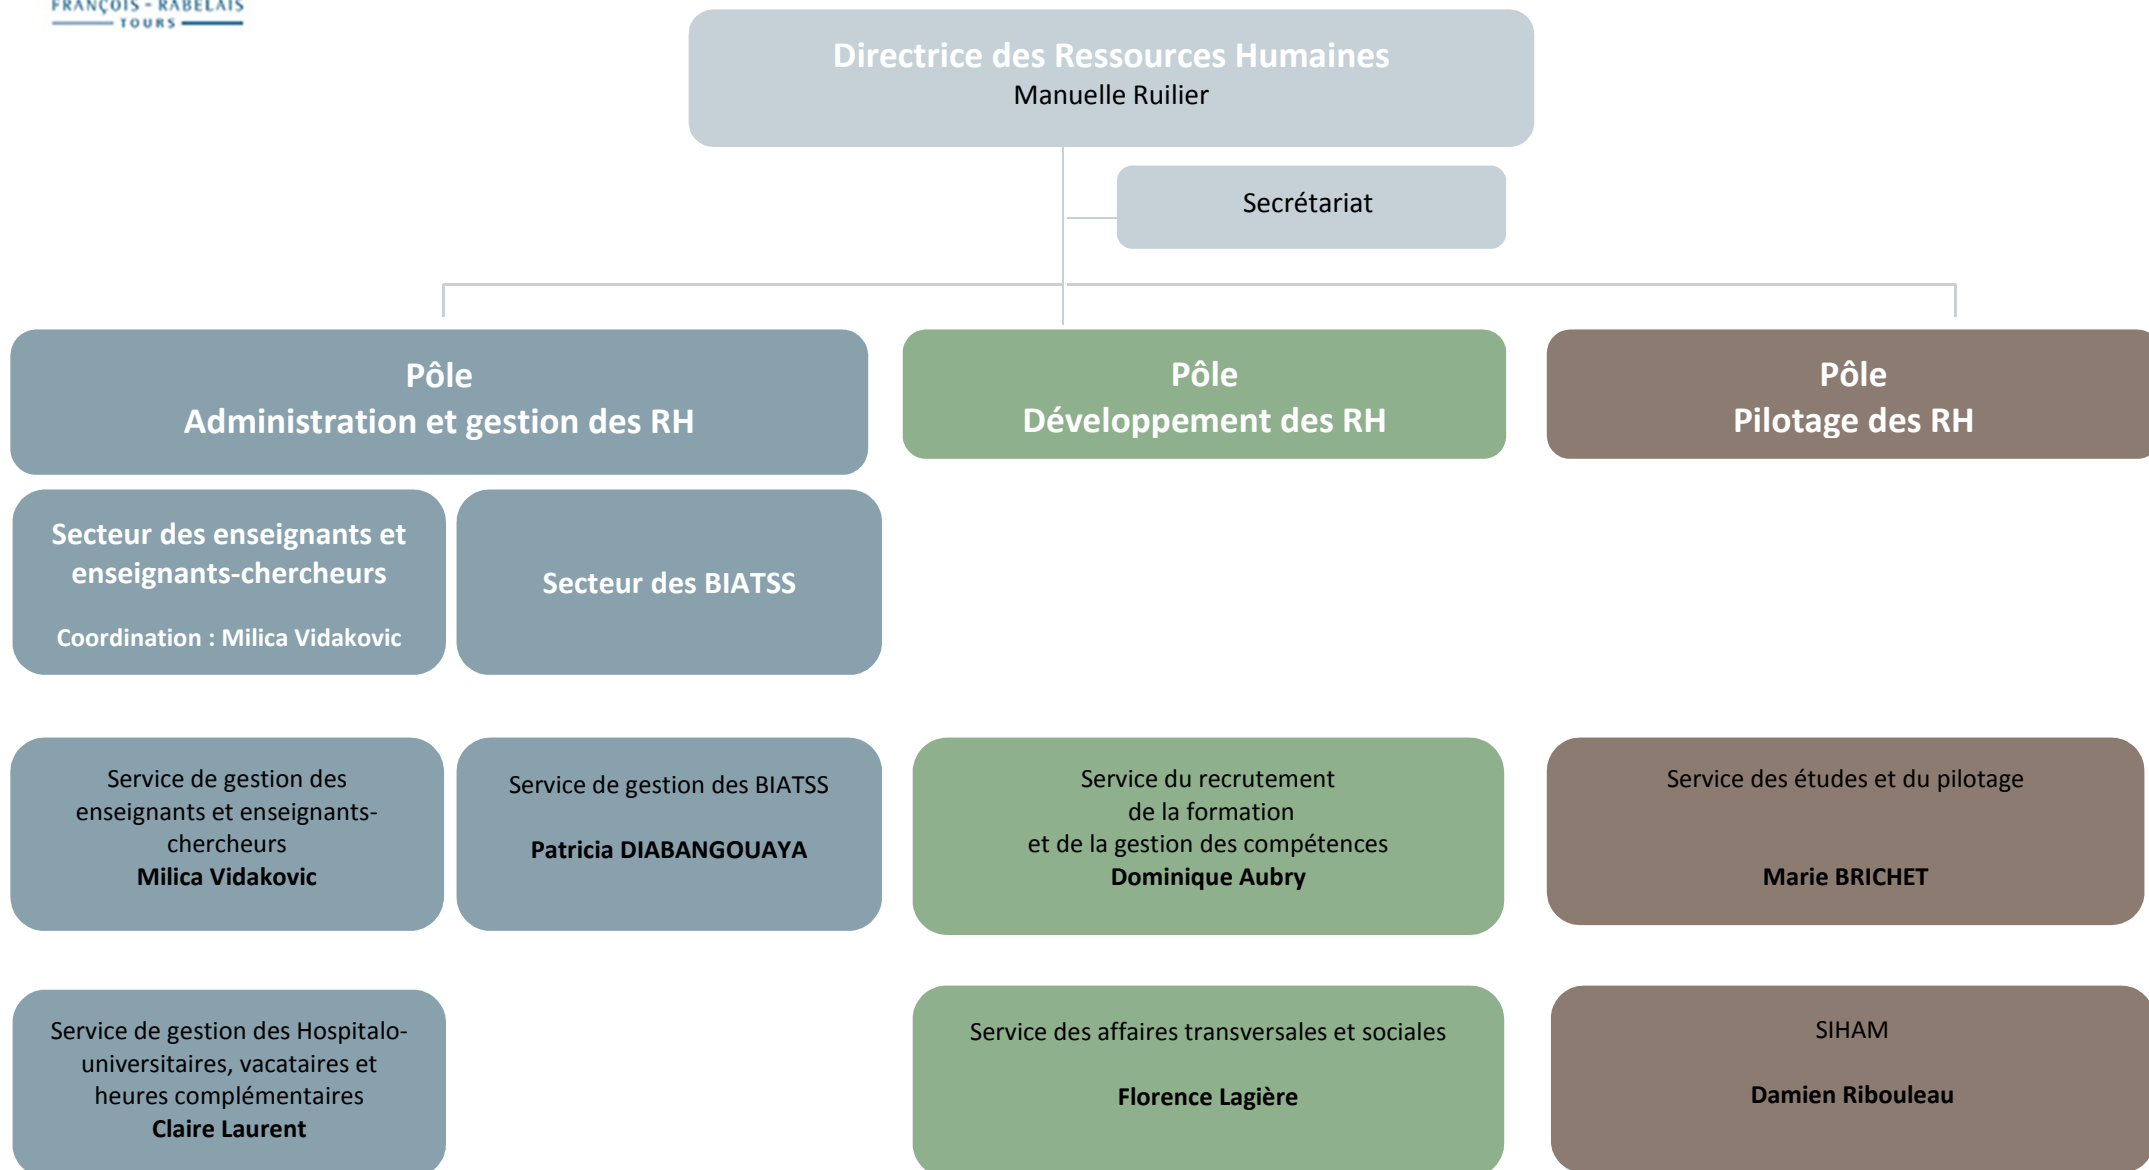 FRANÇOIS - RABELAIS
TOURS
Directrice des Ressources Humaines
Manuelle Ruilier
Secrétariat
Pôle
Administration et gestion des RH
Pôle
Développement des RH
Pôle
Pilotage des RH
Secteur des enseignants et
enseignants-chercheurs
Coordination : Milica Vidakovic
Secteur des BIATSS
Service de gestion des
enseignants et enseignants-
chercheurs
Milica Vidakovic
Service de gestion des BIATSS
Patricia DIABANGOUAYA
Service du recrutement
de la formation
et de la gestion des compétences
Dominique Aubry
Service des études et du pilotage
Marie BRICHET
Service de gestion des Hospitalo-
universitaires, vacataires et
heures complémentaires
Claire Laurent
Service des affaires transversales et sociales
Florence Lagière
SIHAM
Damien Ribouleau